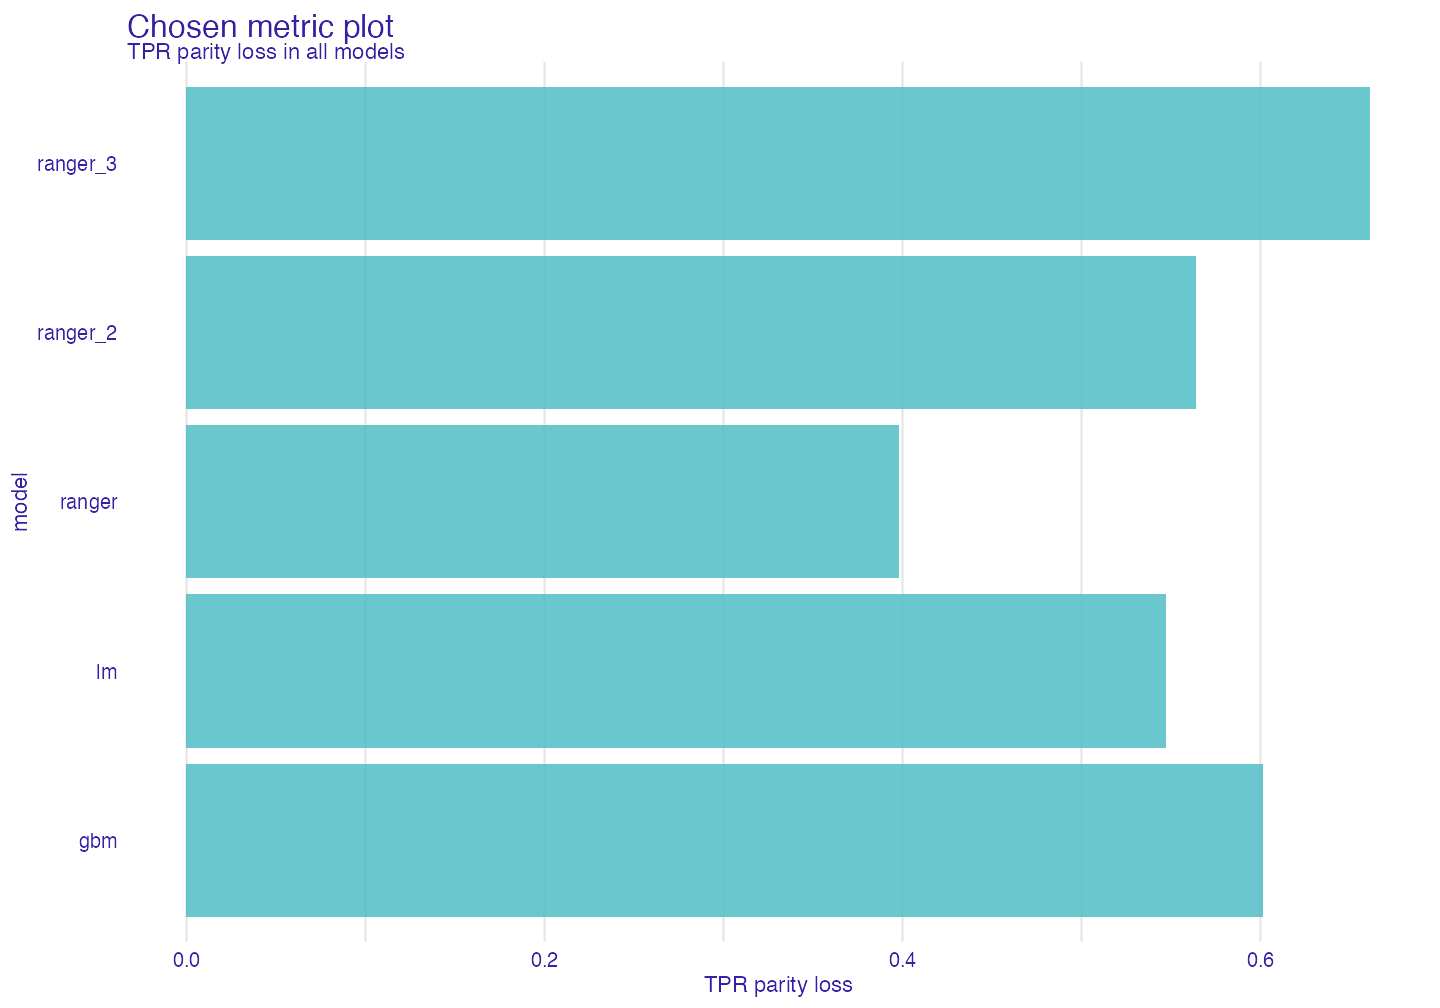 Chosen metric plot
TPR parity loss in all models
ranger_3
ranger_2
ranger
lm
gbm
model
0.0
0.2
0.4
0.6
TPR parity loss